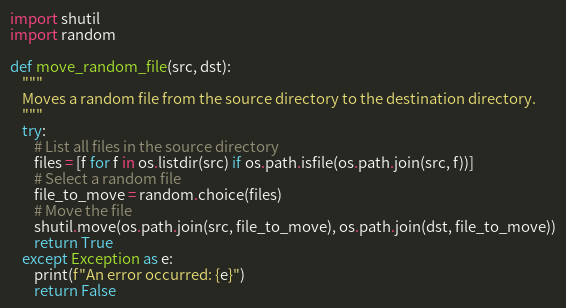 import shutil
import random

def move_random_file(src, dst):
    """
    Moves a random file from the source directory to the destination directory.
    """
    try:
        # List all files in the source directory
        files = [f for f in os.listdir(src) if os.path.isfile(os.path.join(src, f))]
        # Select a random file
        file_to_move = random.choice(files)
        # Move the file
        shutil.move(os.path.join(src, file_to_move), os.path.join(dst, file_to_move))
        return True
    except Exception as e:
        print(f"An error occurred: {e}")
        return False